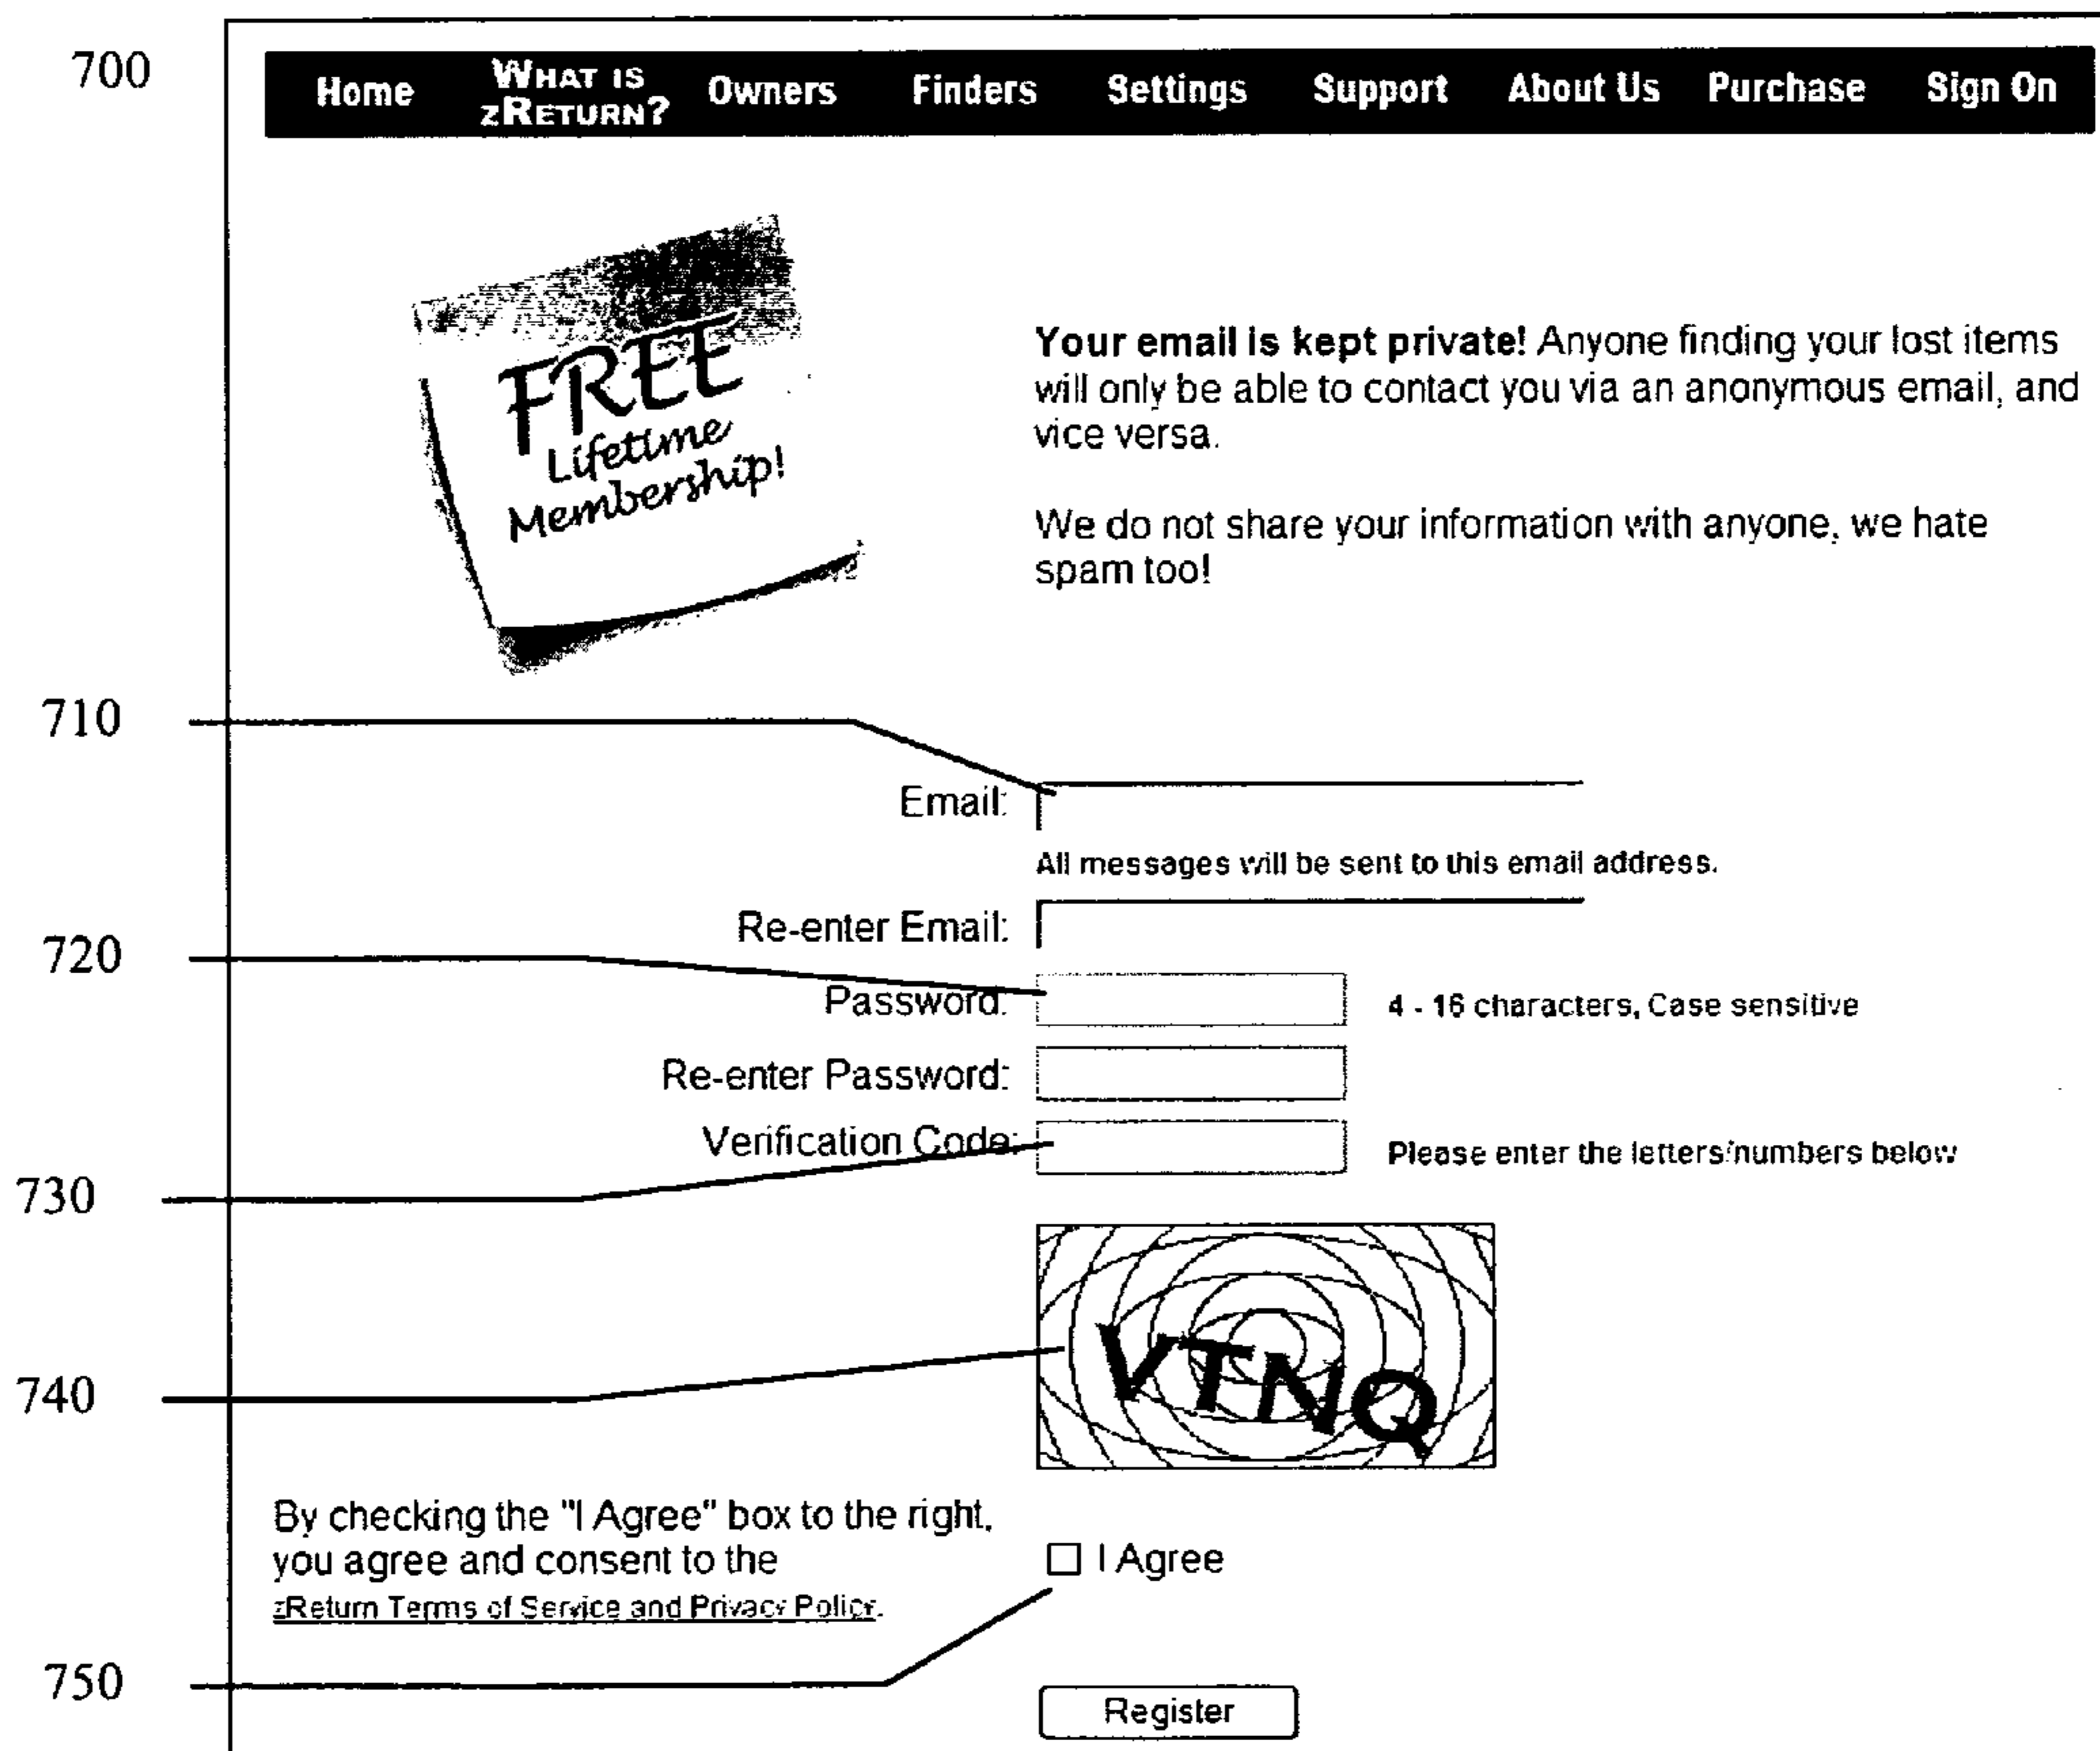 700
Home WHAT IS ZRETURN? Owners Finders Settings Support About Us Purchase Sign On
FREE
Lifetime
Membership!
Your email is kept private! Anyone finding your lost items
will only be able to contact you via an anonymous email, and
vice versa.
We do not share your information with anyone, we hate
spam too!
710
Email:
All messages will be sent to this email address.
Re-enter Email:
720
Password: 4 - 16 characters, Case sensitive
Re-enter Password:
Verification Code: Please enter the letters/numbers below
730
VTNQ
740
By checking the "I Agree" box to the right,
you agree and consent to the
zReturn Terms of Service and Privacy Policy.
I Agree
750
Register